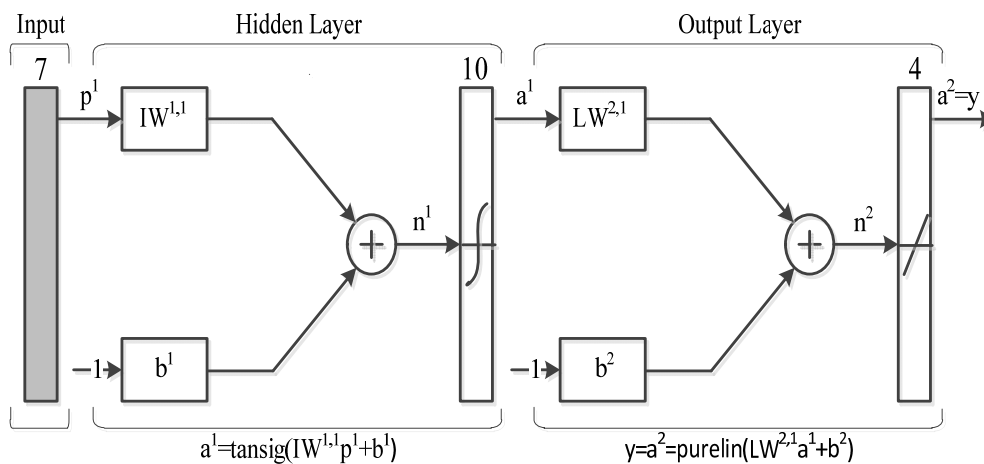 Input Hidden Layer Output Layer
7 10 4
p¹ IW¹,¹ a¹ LW²,¹ a²=y
n¹ n²
1 b¹ 1 b²
a¹=tansig(IW¹,¹p¹+b¹) y=a²=purelin(LW²,¹a¹+b²)